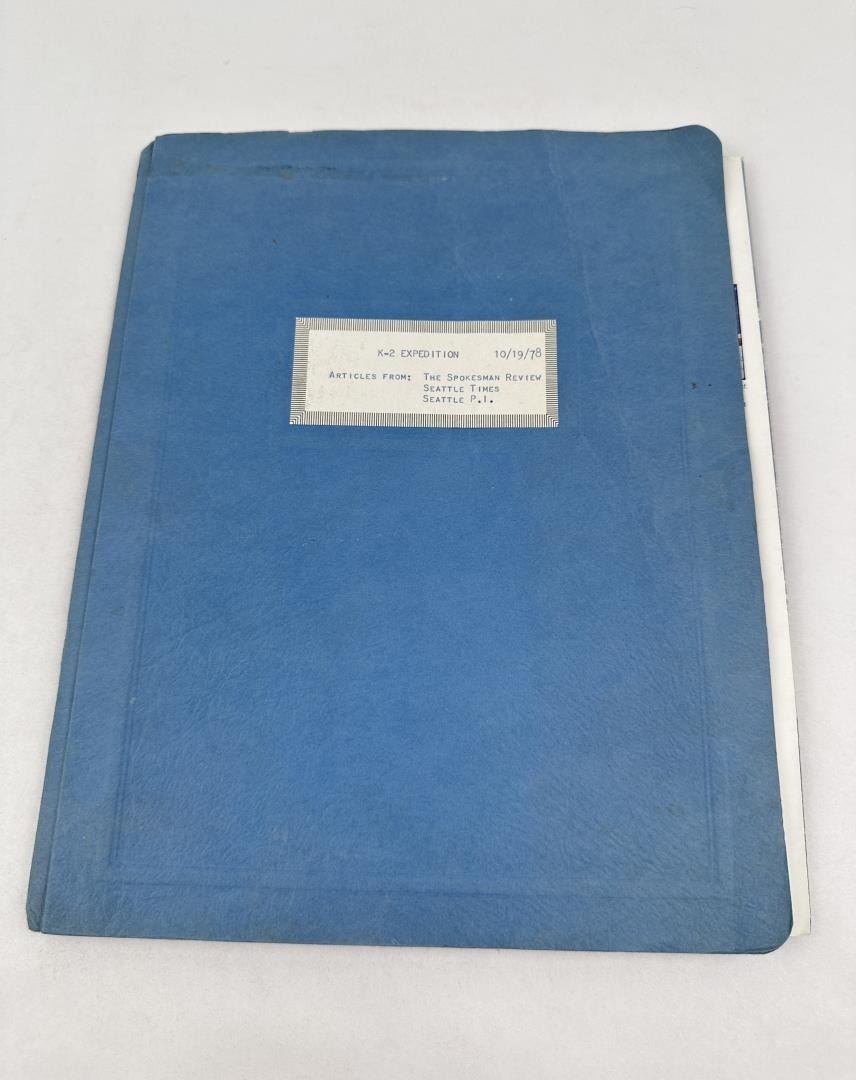 K-2 EXPEDITION 10/19/78
ARTICLES FROM: THE SPOKESMAN REVIEW
SEATTLE TIMES
SEATTLE P.I.